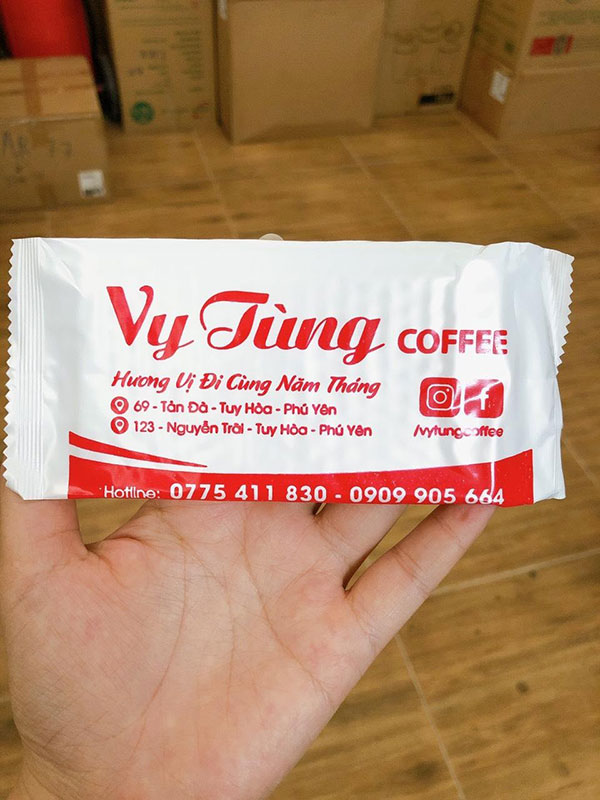 Vy Tùng COFFEE
Hương Vị Đi Cùng Năm Tháng
69 - Tản Đà - Tuy Hòa - Phú Yên
123 - Nguyễn Trãi - Tuy Hòa - Phú Yên
/vytungcoffee
Hotline: 0775 411 830 - 0909 905 664